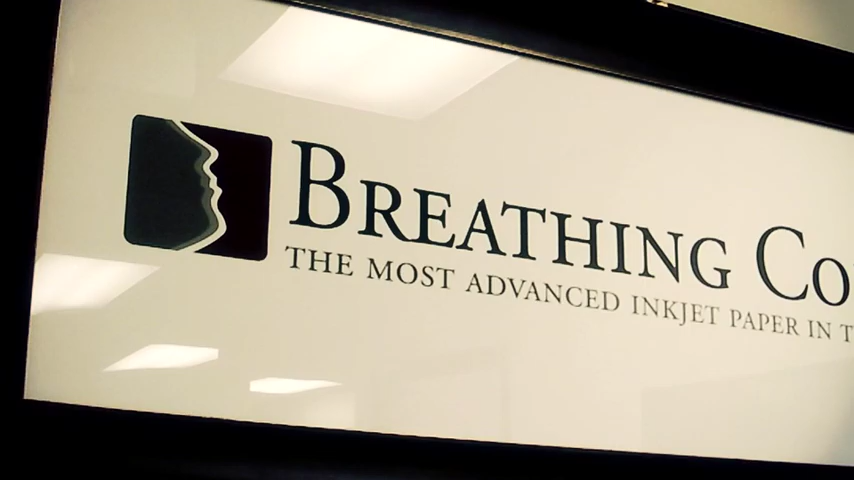 BREATHING CO
THE MOST ADVANCED INKJET PAPER IN T